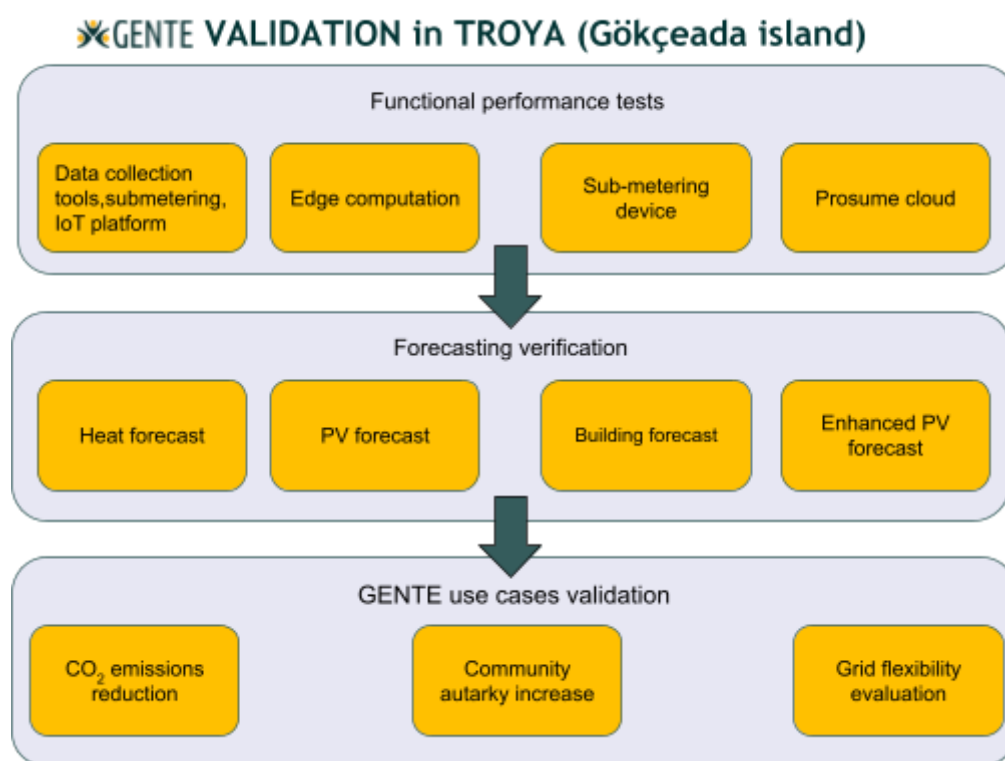 GENTE VALIDATION in TROYA (Gökçeada island)
Functional performance tests
Data collection
tools,submetering,
IoT platform
Edge computation
Sub-metering
device
Prosume cloud
Forecasting verification
Heat forecast
PV forecast
Building forecast
Enhanced PV
forecast
GENTE use cases validation
CO₂ emissions
reduction
Community
autarky increase
Grid flexibility
evaluation